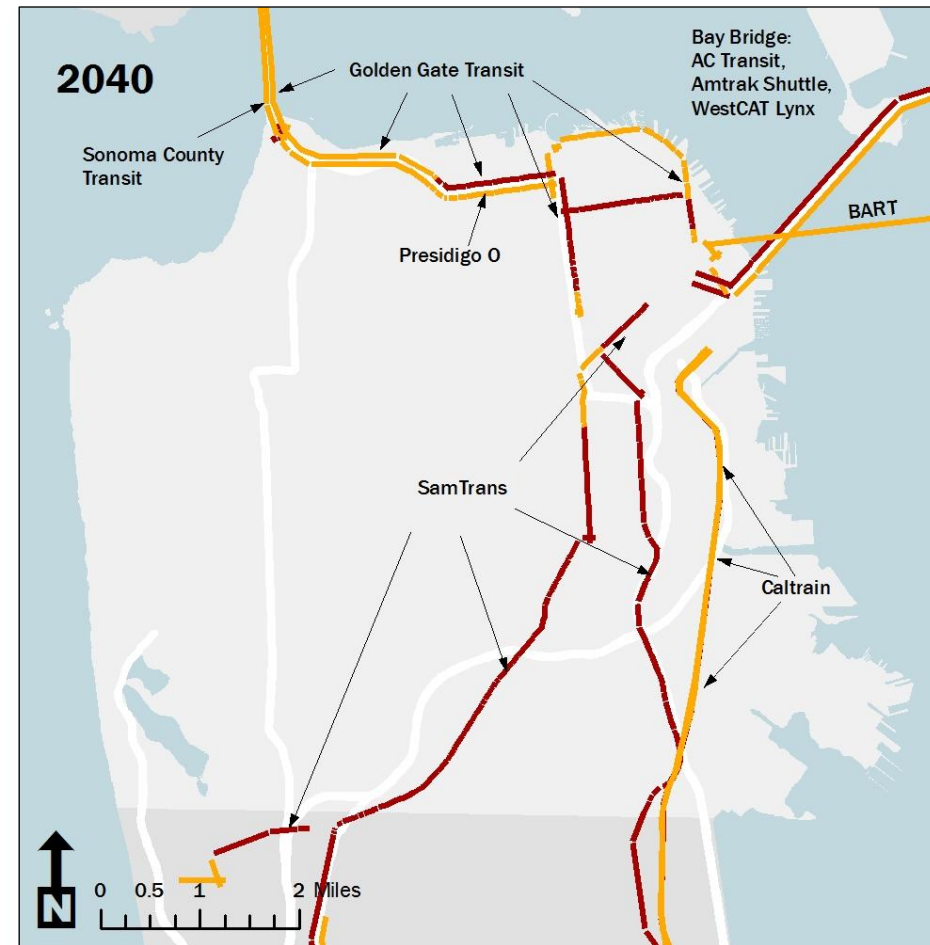 2040
Golden Gate Transit
Bay Bridge:
AC Transit,
Amtrak Shuttle,
WestCAT Lynx
Sonoma County
Transit
BART
Presidigo O
SamTrans
Caltrain
N
0 0.5 1 2 Miles